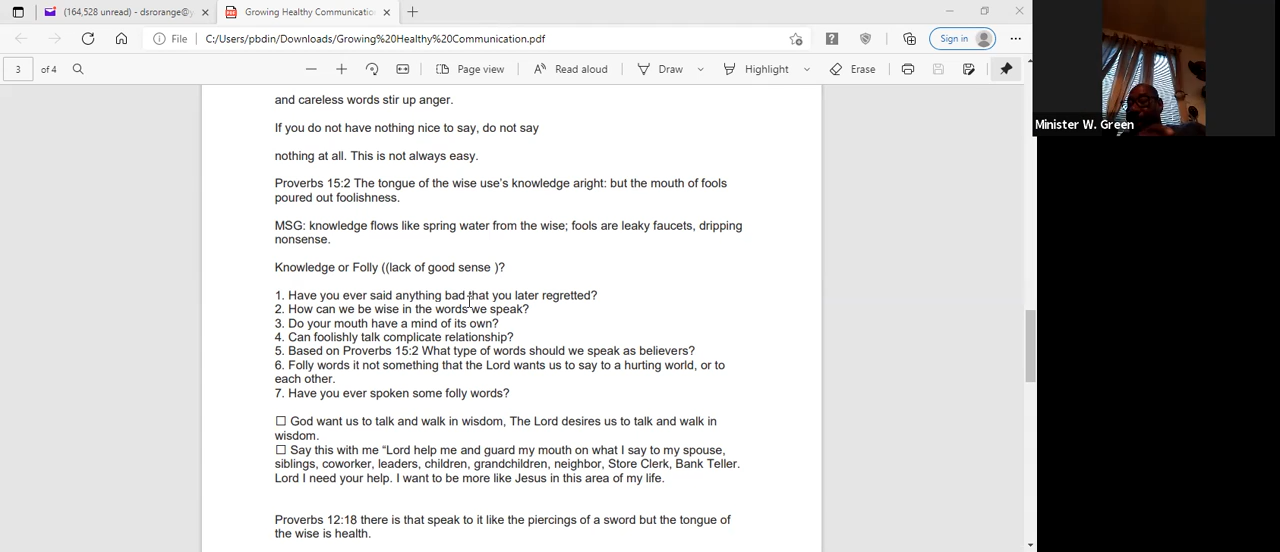 (164,528 unread) - dsrorange@y
Growing Healthy Communicatio
File
C:/Users/pbdin/Downloads/Growing%20Healthy%20Communication.pdf
Sign in
3 of 4
Page view
Read aloud
Draw
Highlight
Erase
Minister W. Green
and careless words stir up anger.
If you do not have nothing nice to say, do not say
nothing at all. This is not always easy.
Proverbs 15:2 The tongue of the wise use's knowledge aright: but the mouth of fools
poured out foolishness.
MSG: knowledge flows like spring water from the wise; fools are leaky faucets, dripping
nonsense.
Knowledge or Folly ((lack of good sense )?
1. Have you ever said anything bad that you later regretted?
2. How can we be wise in the words we speak?
3. Do your mouth have a mind of its own?
4. Can foolishly talk complicate relationship?
5. Based on Proverbs 15:2 What type of words should we speak as believers?
6. Folly words it not something that the Lord wants us to say to a hurting world, or to
each other.
7. Have you ever spoken some folly words?
☐ God want us to talk and walk in wisdom, The Lord desires us to talk and walk in
wisdom.
☐ Say this with me “Lord help me and guard my mouth on what I say to my spouse,
siblings, coworker, leaders, children, grandchildren, neighbor, Store Clerk, Bank Teller.
Lord I need your help. I want to be more like Jesus in this area of my life.
Proverbs 12:18 there is that speak to it like the piercings of a sword but the tongue of
the wise is health.